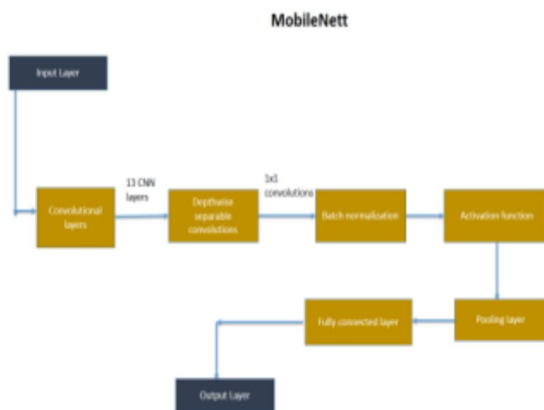 MobileNett
Input Layer
13 CNN
layers
1x1
convolutions
Convolutional
layers
Depthwise
separable
convolutions
Batch normalization
Activation function
Fully connected layer
Pooling layer
Output Layer